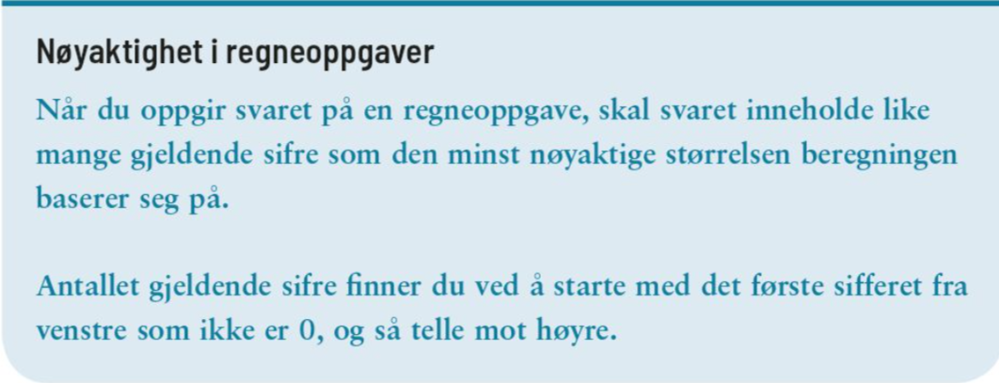 Nøyaktighet i regneoppgaver
Når du oppgir svaret på en regneoppgave, skal svaret inneholde like
mange gjeldende sifre som den minst nøyaktige størrelsen beregningen
baserer seg på.
Antallet gjeldende sifre finner du ved å starte med det første sifferet fra
venstre som ikke er 0, og så telle mot høyre.